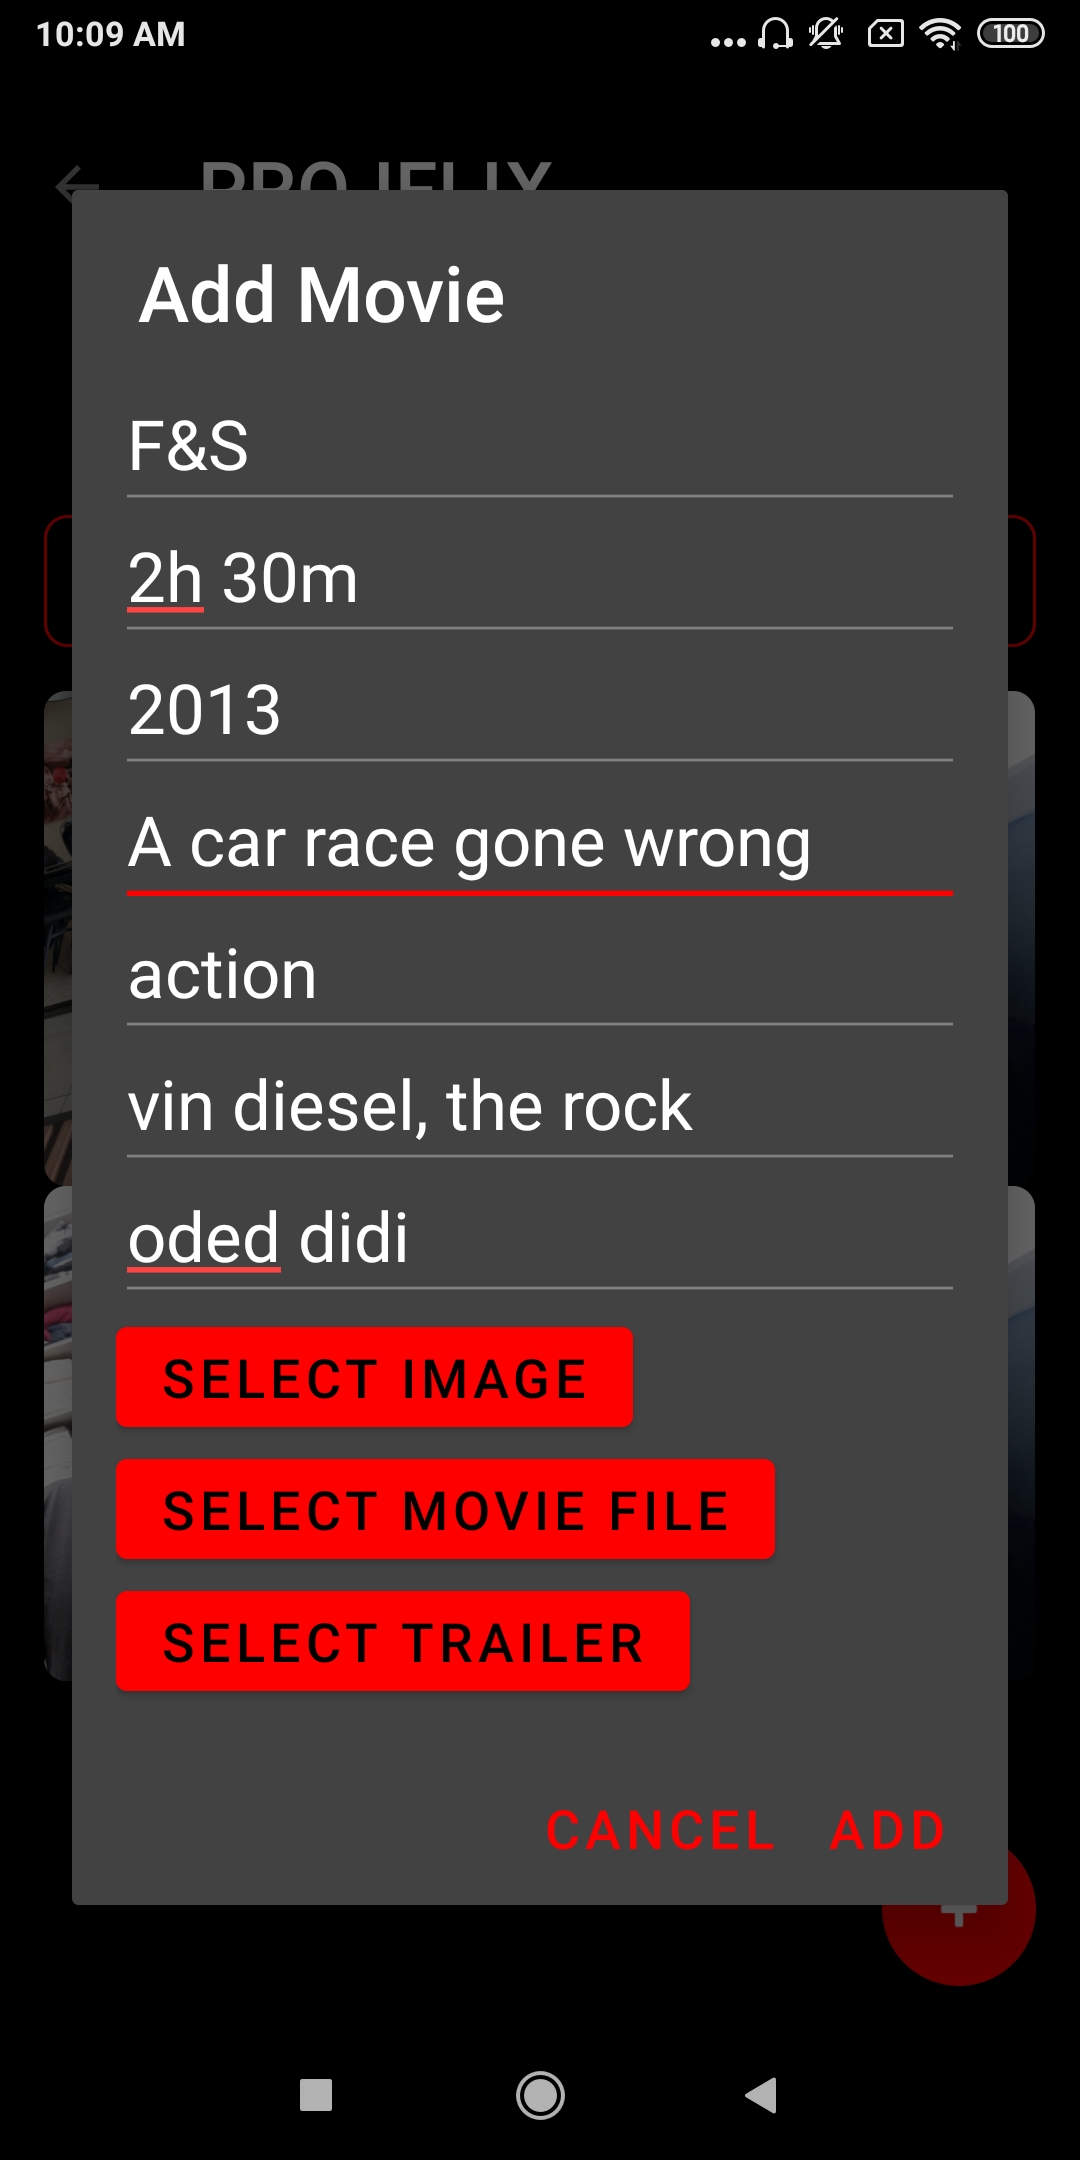 10:09 AM
100
PROJFLIX
Add Movie
F&S
2h 30m
2013
A car race gone wrong
action
vin diesel, the rock
oded didi
SELECT IMAGE
SELECT MOVIE FILE
SELECT TRAILER
CANCEL ADD